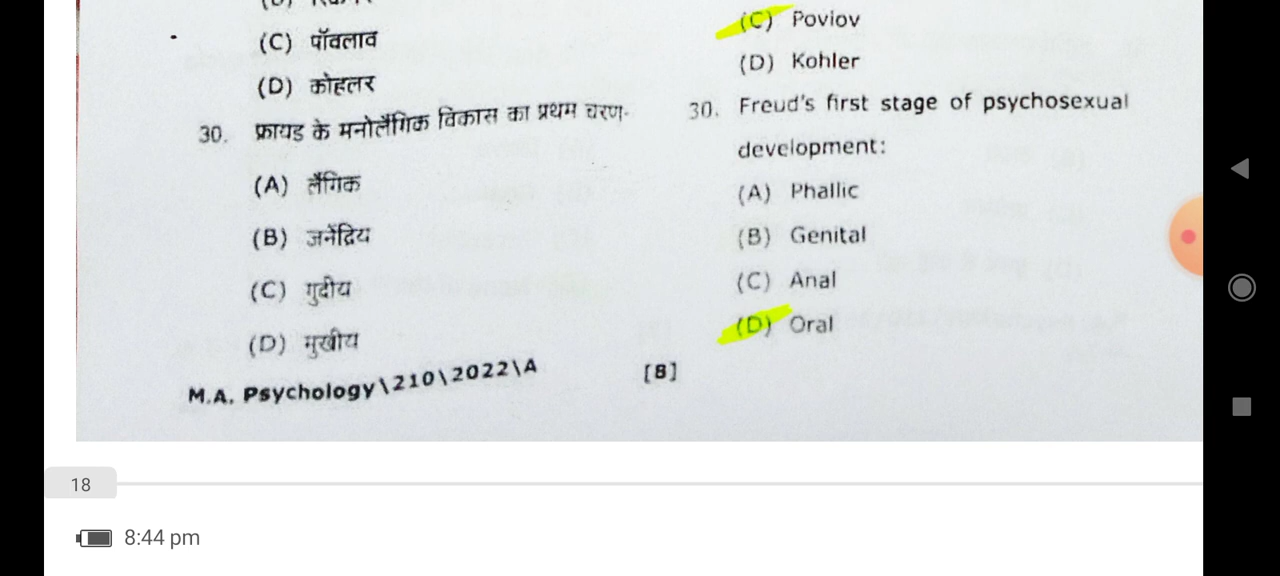 (C) पॉवलाव
(D) कोहलर
30. फ्रायड के मनोलैंगिक विकास का प्रथम चरण-
(A) लैंगिक
(B) जनेंद्रिय
(C) गुदीय
(D) मुखीय
M.A. Psychology\210\2022\A
(C) Poviov
(D) Kohler
30. Freud's first stage of psychosexual
development:
(A) Phallic
(B) Genital
(C) Anal
(D) Oral
[8]
18
8:44 pm